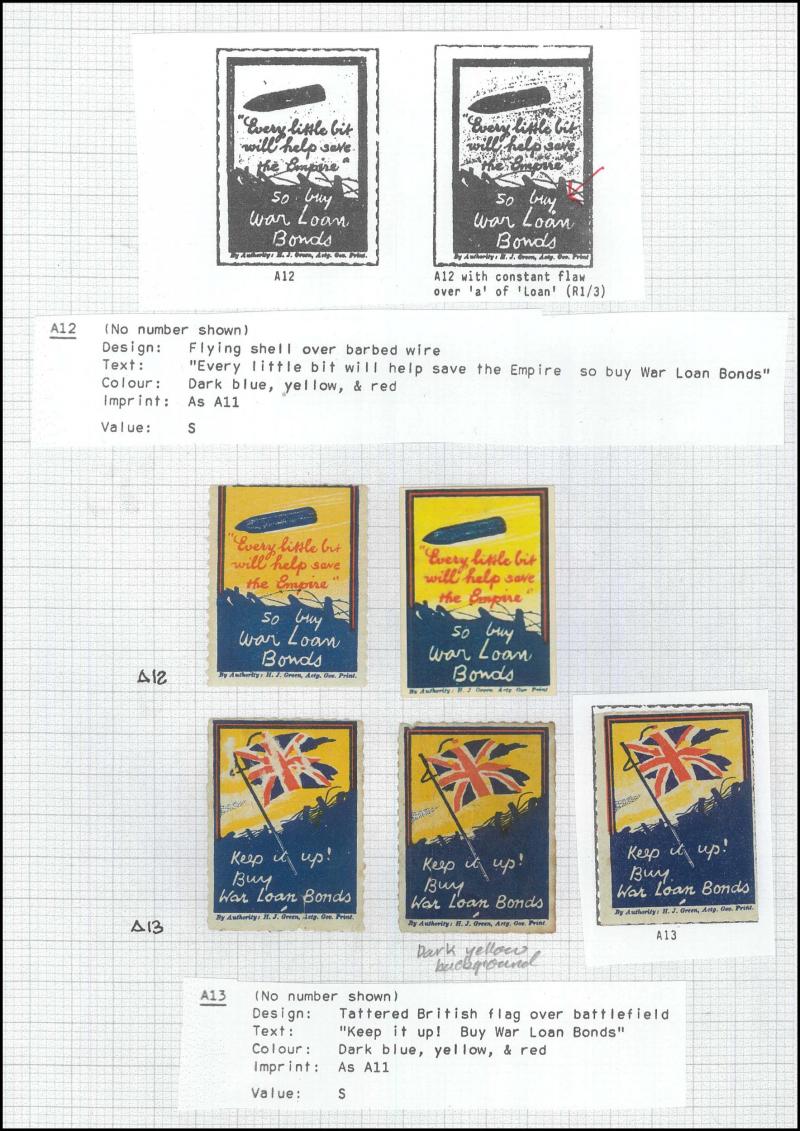 "Every little bit
will help save
the Empire"
so buy
War Loan
Bonds
By Authority: H. J. Green, Actg. Gov. Print.
A12
"Every little bit
will help save
the Empire"
so buy
War Loan
Bonds
By Authority: H. J. Green, Actg. Gov. Print.
A12 with constant flaw
over 'a' of 'Loan' (R1/3)
A12 (No number shown)
Design: Flying shell over barbed wire
Text: "Every little bit will help save the Empire so buy War Loan Bonds"
Colour: Dark blue, yellow, & red
Imprint: As A11
Value: S
"Every little bit
will help save
the Empire"
so buy
War Loan
Bonds
By Authority: H. J. Green, Actg. Gov. Print.
"Every little bit
will help save
the Empire"
so buy
War Loan
Bonds
By Authority: H. J. Green, Actg. Gov. Print.
A12
Keep it up!
Buy
War Loan Bonds
By Authority: H. J. Green, Actg. Gov. Print.
Keep it up!
Buy
War Loan Bonds
By Authority: H. J. Green, Actg. Gov. Print.
Keep it up!
Buy
War Loan Bonds
By Authority: H. J. Green, Actg. Gov. Print.
A13
A13
Dark yellow
background
A13 (No number shown)
Design: Tattered British flag over battlefield
Text: "Keep it up! Buy War Loan Bonds"
Colour: Dark blue, yellow, & red
Imprint: As A11
Value: S